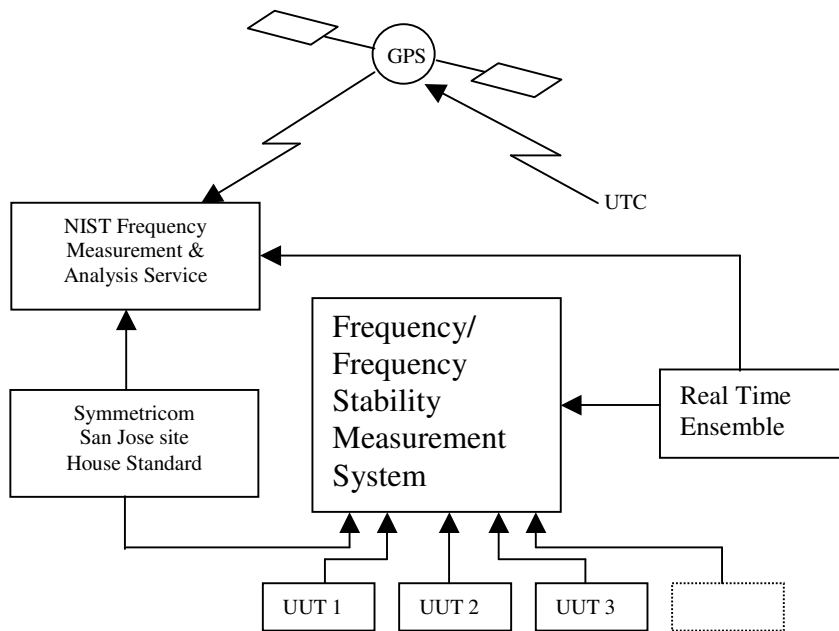 GPS
UTC
NIST Frequency
Measurement &
Analysis Service
Frequency/
Frequency
Stability
Measurement
System
Real Time
Ensemble
Symmetricom
San Jose site
House Standard
UUT 1
UUT 2
UUT 3